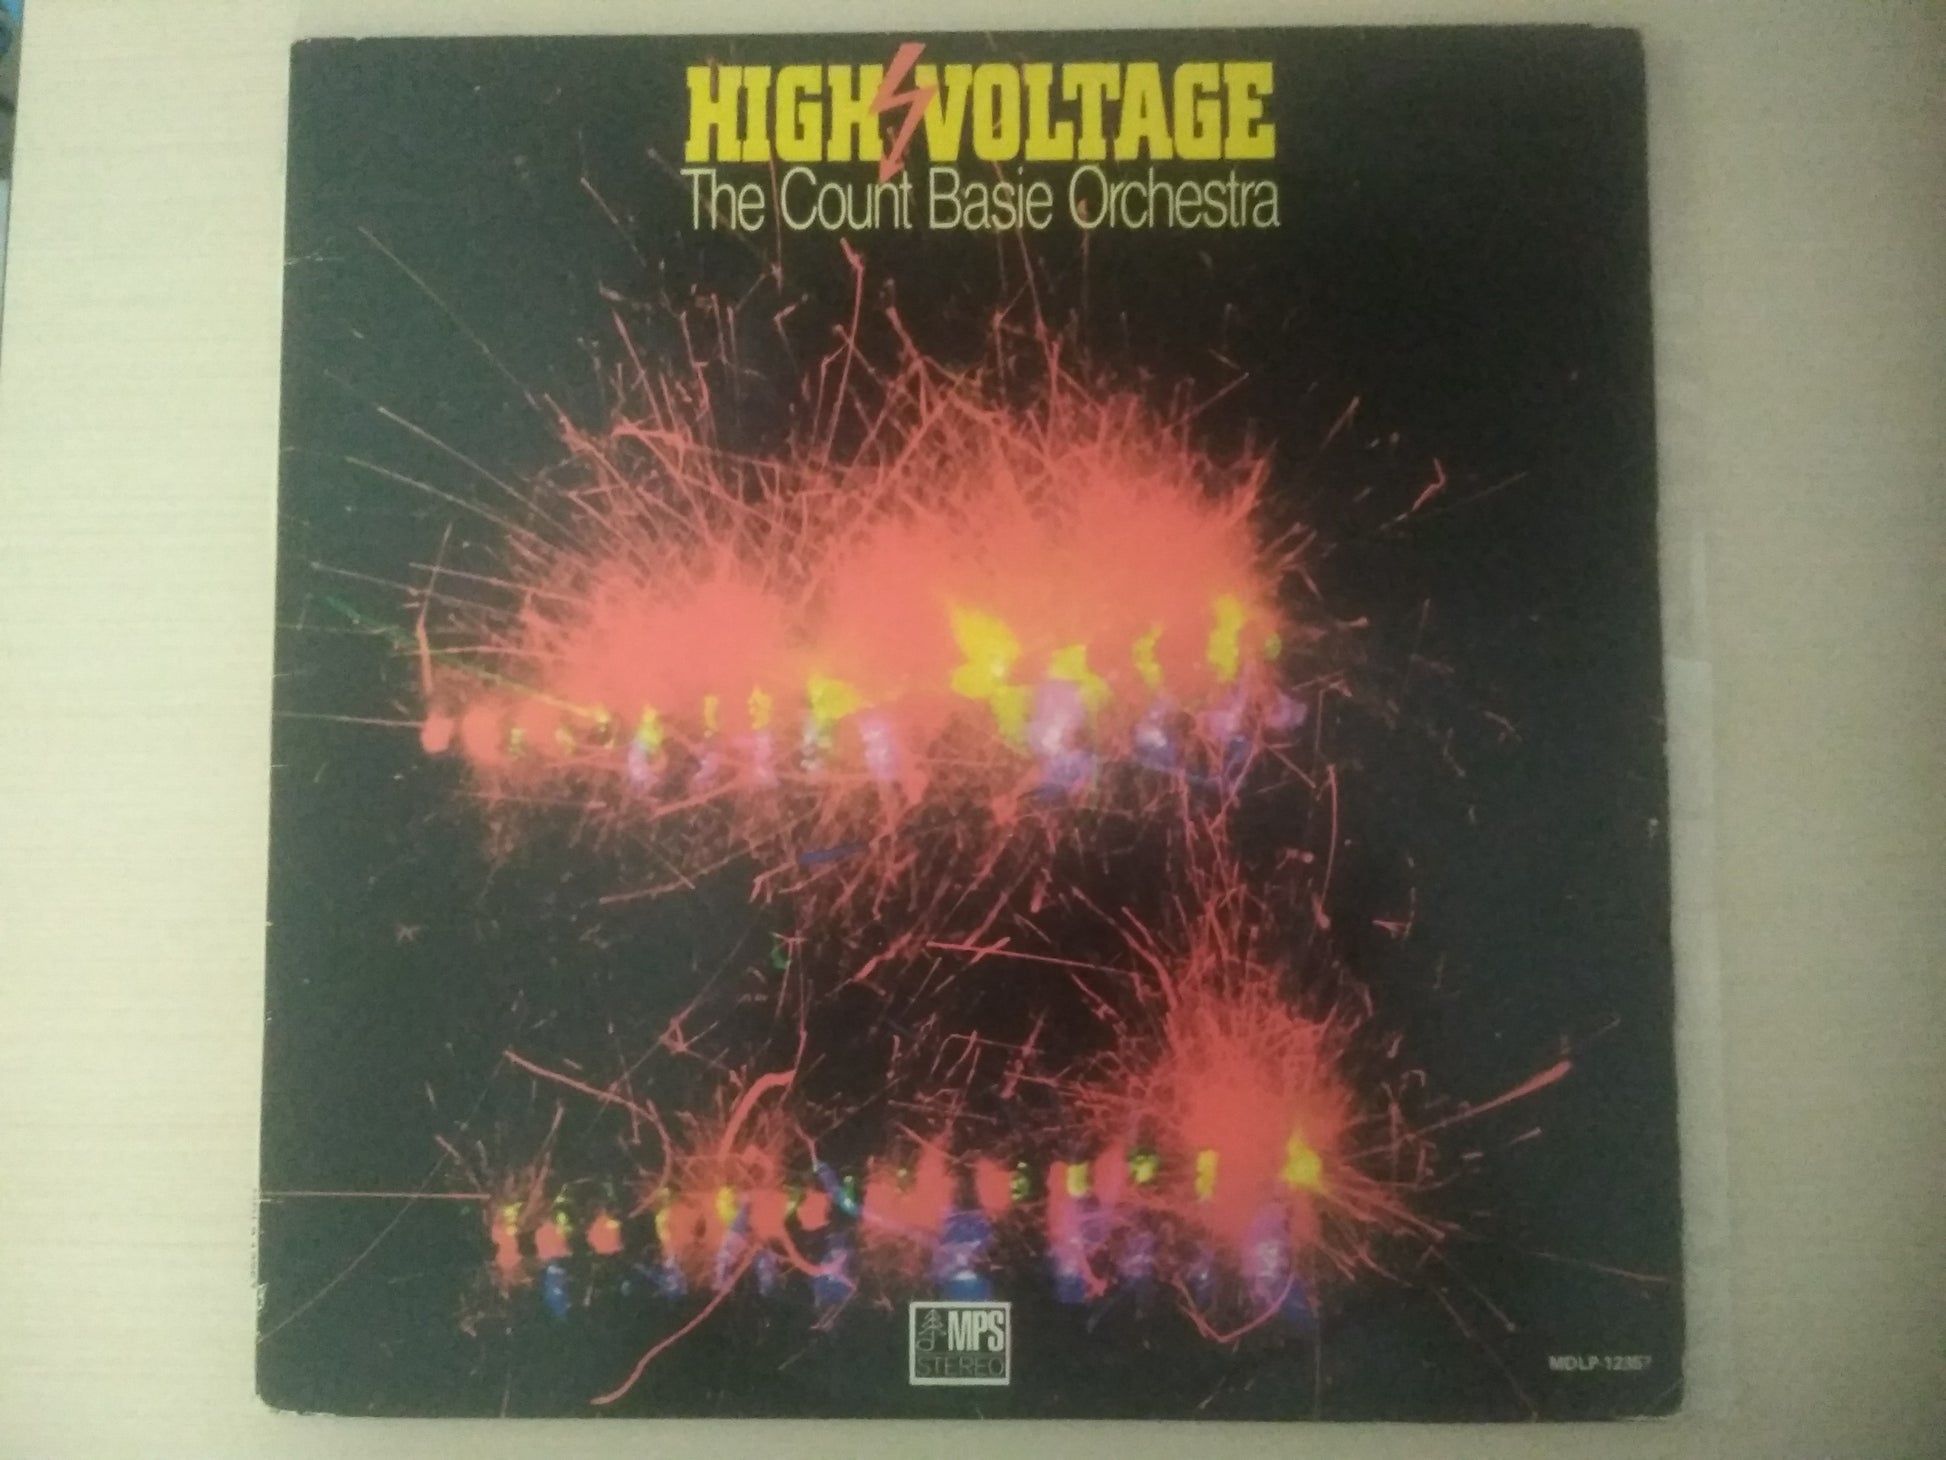 HIGH VOLTAGE
The Count Basie Orchestra
MPS
STEREO